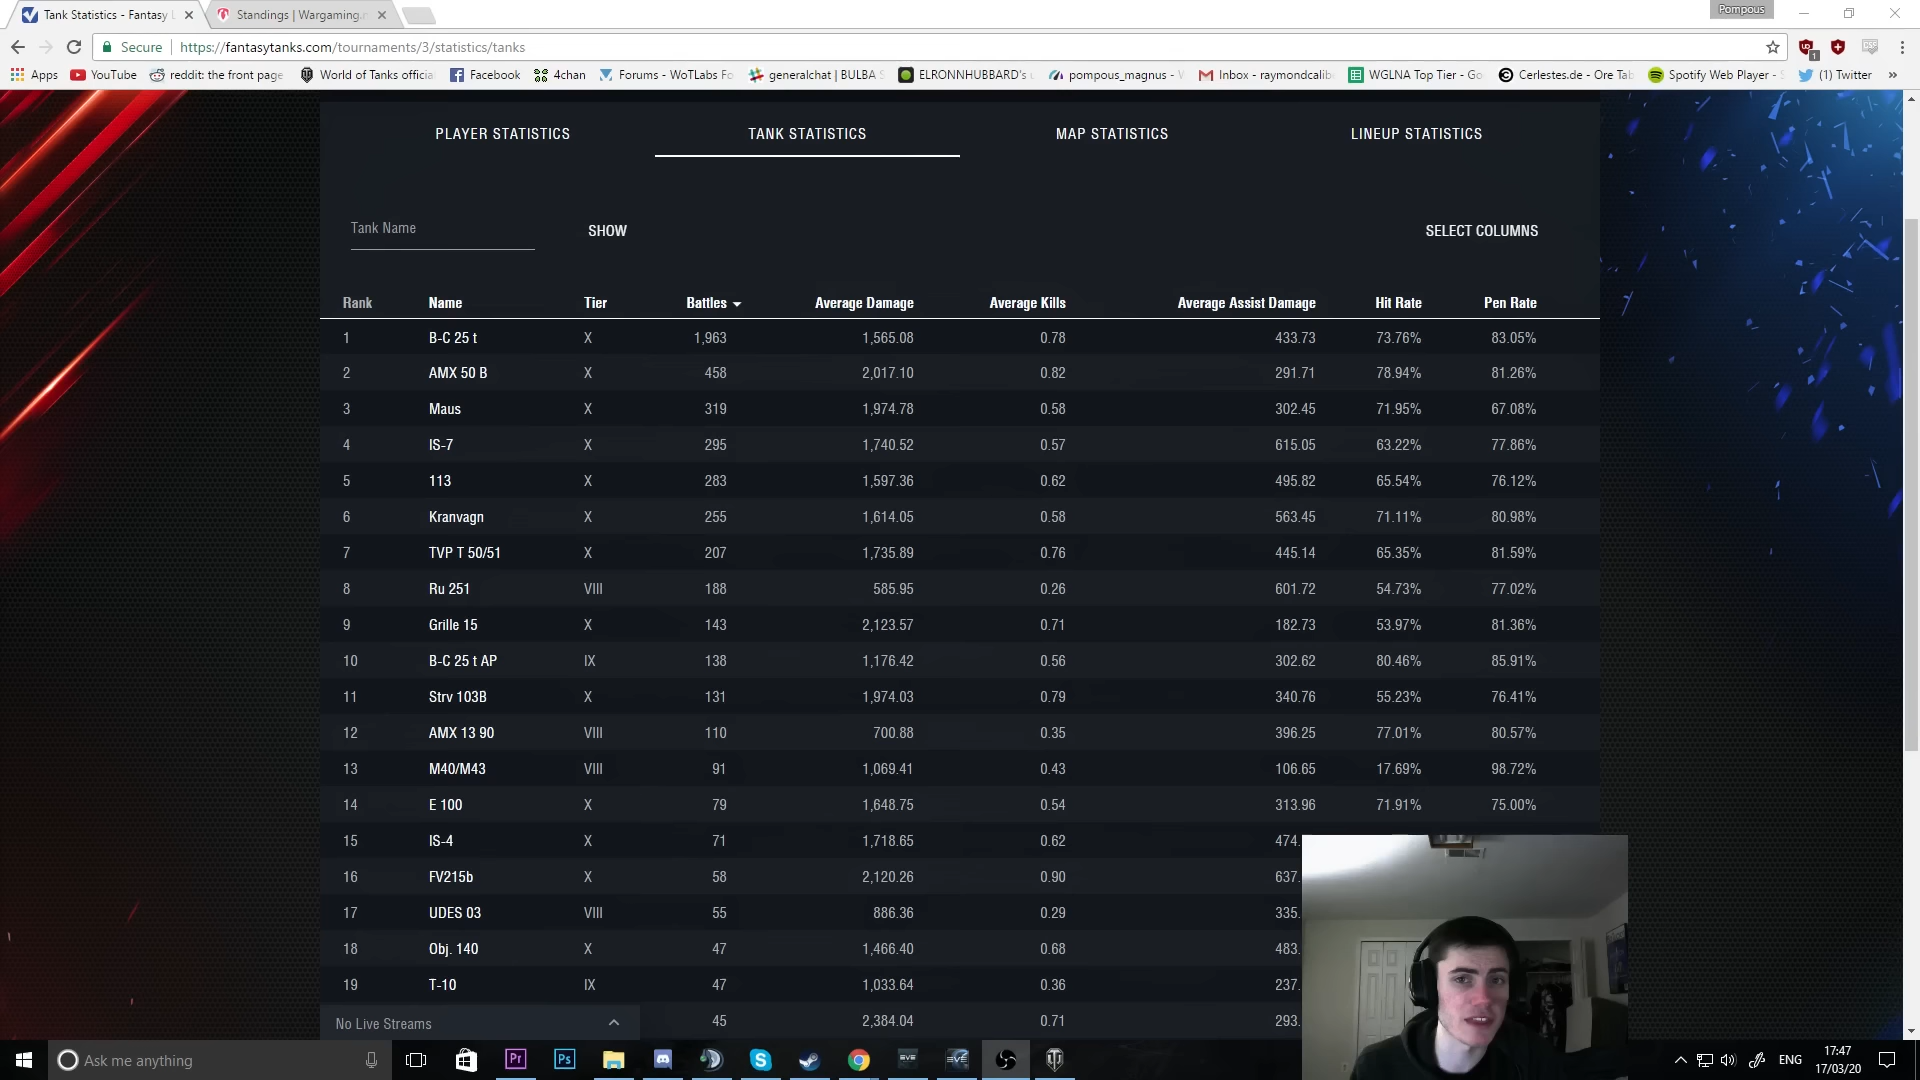 Tank Statistics - Fantasy
Standings | Wargaming.
Pompous
Secure | https://fantasytanks.com/tournaments/3/statistics/tanks
Apps YouTube reddit: the front page World of Tanks officia Facebook 4chan Forums - WoTLabs Fo generalchat | BULBA ELRONNHUBBARD's pompous_magnus - Inbox - raymondcalib WGLNA Top Tier - Go Cerlestes.de - Ore Tab Spotify Web Player - (1) Twitter »
PLAYER STATISTICS TANK STATISTICS MAP STATISTICS LINEUP STATISTICS
Tank Name SHOW SELECT COLUMNS
Rank Name Tier Battles Average Damage Average Kills Average Assist Damage Hit Rate Pen Rate
1 B-C 25 t X 1,963 1,565.08 0.78 433.73 73.76% 83.05%
2 AMX 50 B X 458 2,017.10 0.82 291.71 78.94% 81.26%
3 Maus X 319 1,974.78 0.58 302.45 71.95% 67.08%
4 IS-7 X 295 1,740.52 0.57 615.05 63.22% 77.86%
5 113 X 283 1,597.36 0.62 495.82 65.54% 76.12%
6 Kranvagn X 255 1,614.05 0.58 563.45 71.11% 80.98%
7 TVP T 50/51 X 207 1,735.89 0.76 445.14 65.35% 81.59%
8 Ru 251 VIII 188 585.95 0.26 601.72 54.73% 77.02%
9 Grille 15 X 143 2,123.57 0.71 182.73 53.97% 81.36%
10 B-C 25 t AP IX 138 1,176.42 0.56 302.62 80.46% 85.91%
11 Strv 103B X 131 1,974.03 0.79 340.76 55.23% 76.41%
12 AMX 13 90 VIII 110 700.88 0.35 396.25 77.01% 80.57%
13 M40/M43 VIII 91 1,069.41 0.43 106.65 17.69% 98.72%
14 E 100 X 79 1,648.75 0.54 313.96 71.91% 75.00%
15 IS-4 X 71 1,718.65 0.62 474.
16 FV215b X 58 2,120.26 0.90 637.
17 UDES 03 VIII 55 886.36 0.29 335.
18 Obj. 140 X 47 1,466.40 0.68 483.
19 T-10 IX 47 1,033.64 0.36 237.
No Live Streams 45 2,384.04 0.71 293.
Ask me anything Pr Ps EVE EVE ENG 17:47
17/03/20